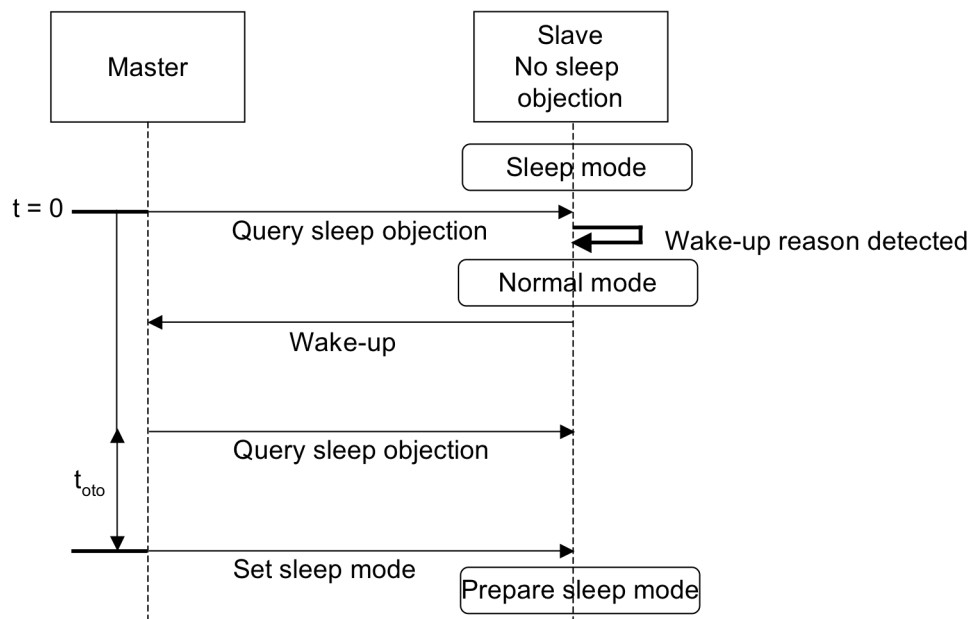 Master
Slave
No sleep
objection
Sleep mode
t = 0
Query sleep objection
Wake-up reason detected
Normal mode
Wake-up
Query sleep objection
toto
Set sleep mode
Prepare sleep mode